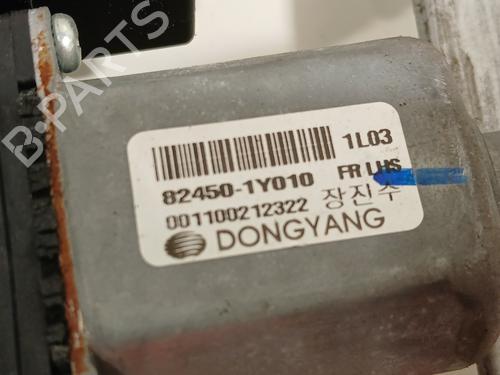 B-PARTS
1L03
82450-1Y010 FR LHS
001100212322 장진수
DONGYANG